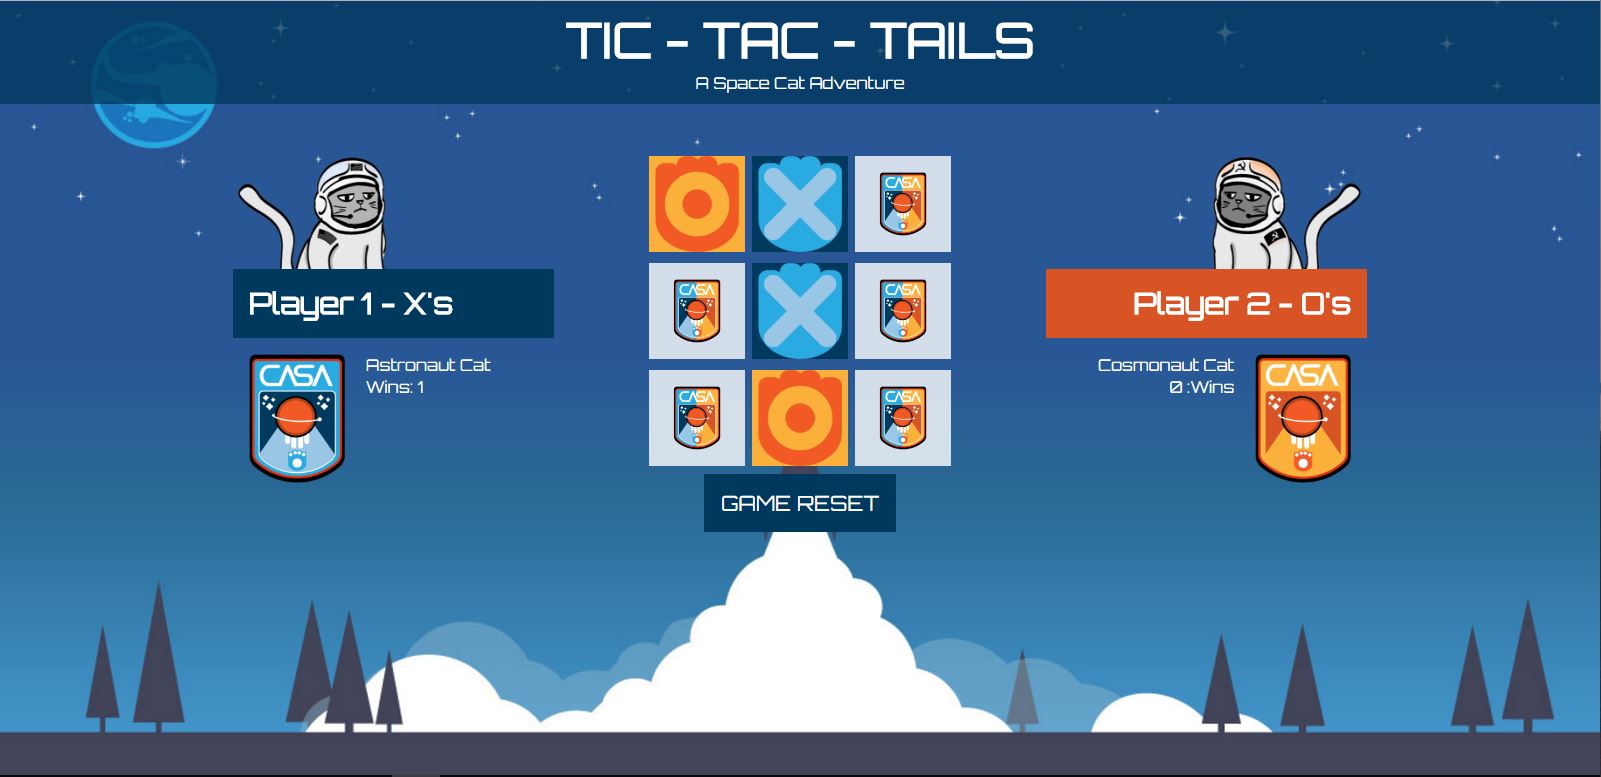 TIC - TAC - TAILS
A Space Cat Adventure
CASA
CASA
CASA
CASA
CASA
Player 1 - X's
Player 2 - O's
CASA
Astronaut Cat
Wins: 1
Cosmonaut Cat
0 :Wins
CASA
GAME RESET